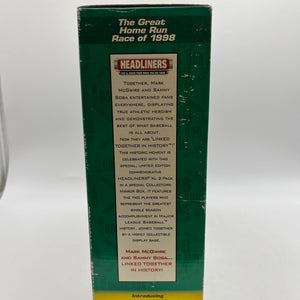 The Great
Home Run
Race of 1998
HEADLINERS
TOGETHER, MARK
MCGWIRE AND SAMMY
SOSA ENTERTAINED FANS
EVERYWHERE, DISPLAYING
TRUE ATHLETIC HEROISM
AND DEMONSTRATING THE
BEST OF WHAT BASEBALL
IS ALL ABOUT.
NOW THEY ARE "LINKED
TOGETHER IN HISTORY"!
THIS HISTORIC MOMENT IS
CELEBRATED WITH THIS
SPECIAL, LIMITED EDITION
COMMEMORATIVE
HEADLINERS XL 2-PACK
IN A SPECIAL COLLECTORS
MIRROR BOX. IT FEATURES
THE TWO PLAYERS WHO
REPRESENT THE GREATEST
SINGLE SEASON
ACCOMPLISHMENT IN MAJOR
LEAGUE BASEBALL
HISTORY, JOINED TOGETHER
BY A HIGHLY COLLECTIBLE
DISPLAY BASE.
MARK MCGWIRE
AND SAMMY SOSA...
LINKED TOGETHER
IN HISTORY!
Introducing